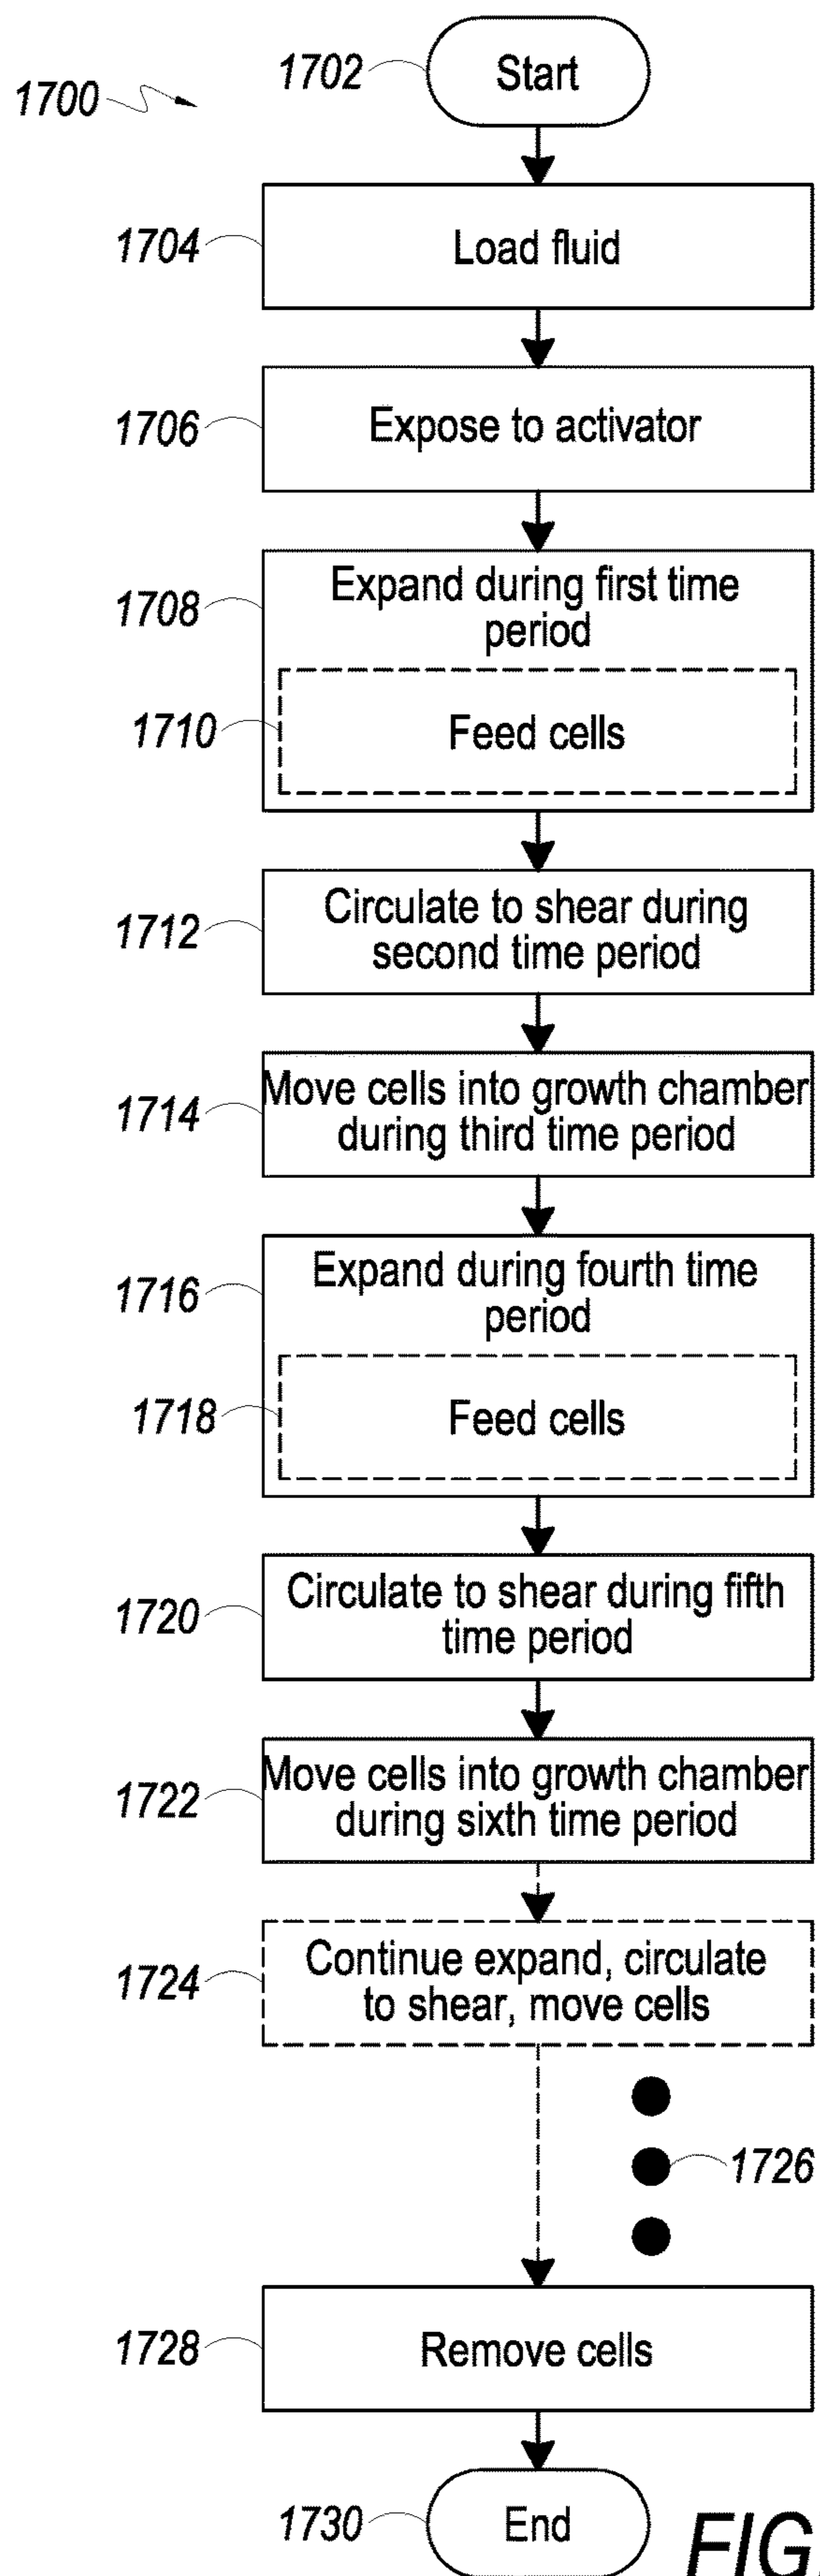 1702
Start
1700
1704
Load fluid
1706
Expose to activator
1708
Expand during first time
period
1710
Feed cells
1712
Circulate to shear during
second time period
1714
Move cells into growth chamber
during third time period
1716
Expand during fourth time
period
1718
Feed cells
1720
Circulate to shear during fifth
time period
1722
Move cells into growth chamber
during sixth time period
1724
Continue expand, circulate
to shear, move cells
1726
1728
Remove cells
1730
End
FIG.